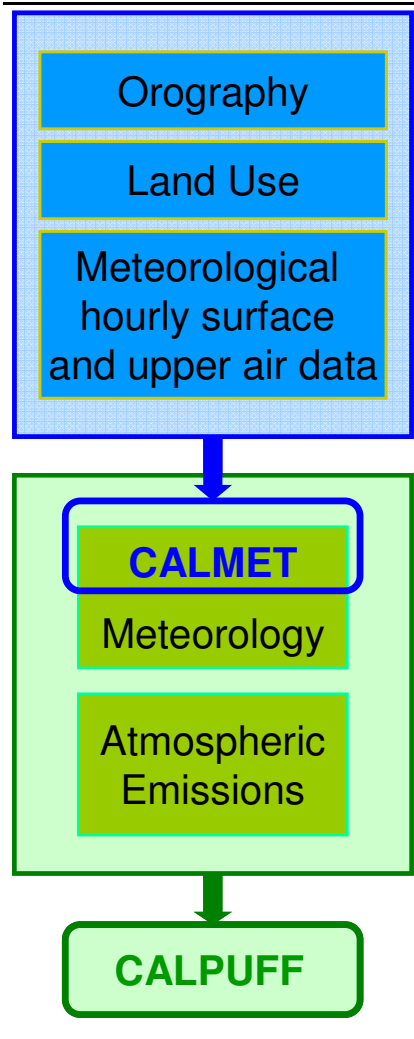 Orography
Land Use
Meteorological
hourly surface
and upper air data
CALMET
Meteorology
Atmospheric
Emissions
CALPUFF